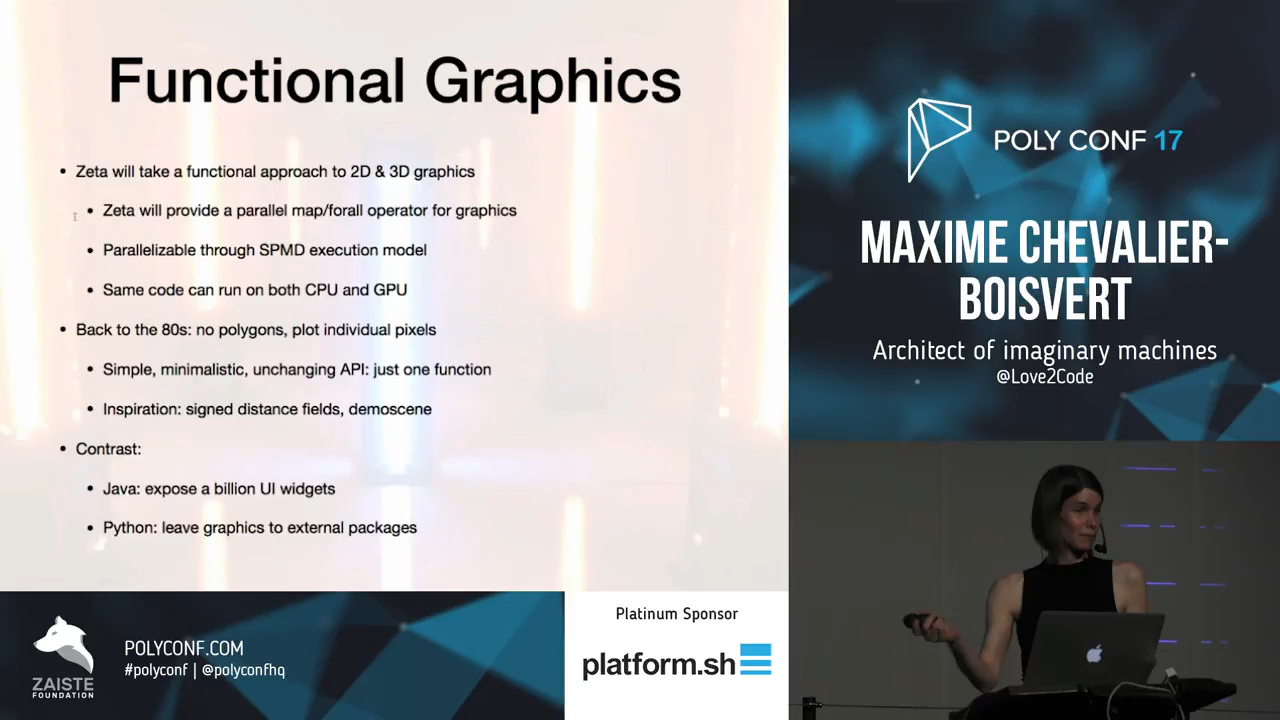 Functional Graphics
• Zeta will take a functional approach to 2D & 3D graphics
• Zeta will provide a parallel map/forall operator for graphics
• Parallelizable through SPMD execution model
• Same code can run on both CPU and GPU
• Back to the 80s: no polygons, plot individual pixels
• Simple, minimalistic, unchanging API: just one function
• Inspiration: signed distance fields, demoscene
• Contrast:
• Java: expose a billion UI widgets
• Python: leave graphics to external packages
POLY CONF 17
MAXIME CHEVALIER-
BOISVERT
Architect of imaginary machines
@Love2Code
ZAISTE
FOUNDATION
POLYCONF.COM
#polyconf | @polyconfhq
Platinum Sponsor
platform.sh